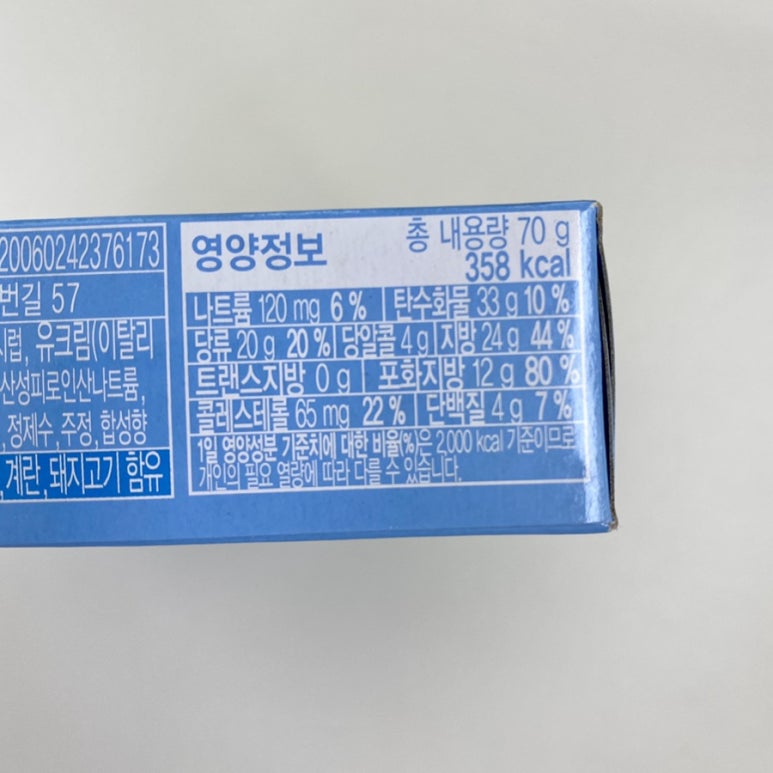 20060242376173
번길 57
시럽, 유크림(이탈리
산성피로인산나트륨,
, 정제수, 주정, 합성향
, 계란, 돼지고기 함유
영양정보
총 내용량 70 g
358 kcal
나트륨 120 mg 6 % | 탄수화물 33 g 10 %
당류 20 g 20 % | 당알콜 4 g | 지방 24 g 44 %
트랜스지방 0 g | 포화지방 12 g 80 %
콜레스테롤 65 mg 22 % | 단백질 4 g 7 %
1일 영양성분 기준치에 대한 비율(%)은 2,000 kcal 기준이므로
개인의 필요 열량에 따라 다를 수 있습니다.